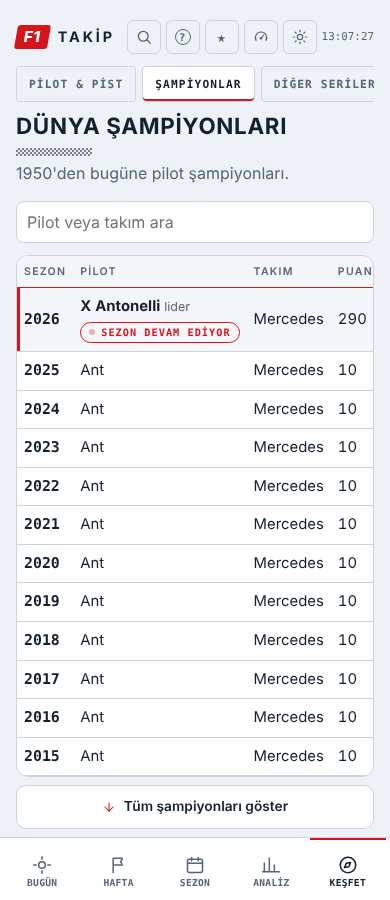 F1 TAKİP ? ★ 13:07:27
PİLOT & PİST ŞAMPİYONLAR DİĞER SERİLER
DÜNYA ŞAMPİYONLARI
1950'den bugüne pilot şampiyonları.
Pilot veya takım ara
SEZON PİLOT TAKIM PUAN
2026 X Antonelli lider Mercedes 290
SEZON DEVAM EDİYOR
2025 Ant Mercedes 10
2024 Ant Mercedes 10
2023 Ant Mercedes 10
2022 Ant Mercedes 10
2021 Ant Mercedes 10
2020 Ant Mercedes 10
2019 Ant Mercedes 10
2018 Ant Mercedes 10
2017 Ant Mercedes 10
2016 Ant Mercedes 10
2015 Ant Mercedes 10
↓ Tüm şampiyonları göster
BUGÜN HAFTA SEZON ANALİZ KEŞFET